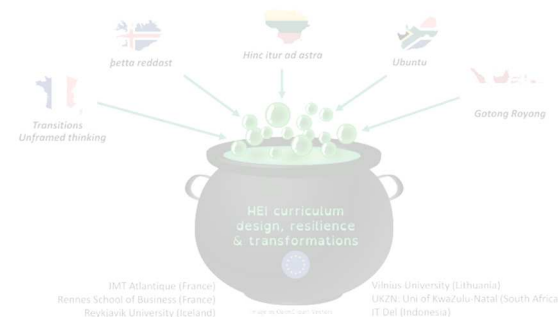 Hinc itur ad astra
þetta reddast
Ubuntu
Gotong Royong
Transitions
Unframed thinking
HEI curriculum
design, resilience
& transformations
IMT Atlantique (France)
Rennes School of Business (France)
Reykjavik University (Iceland)
Vilnius University (Lithuania)
UKZN: Uni of KwaZulu-Natal (South Africa
IT Del (Indonesia)